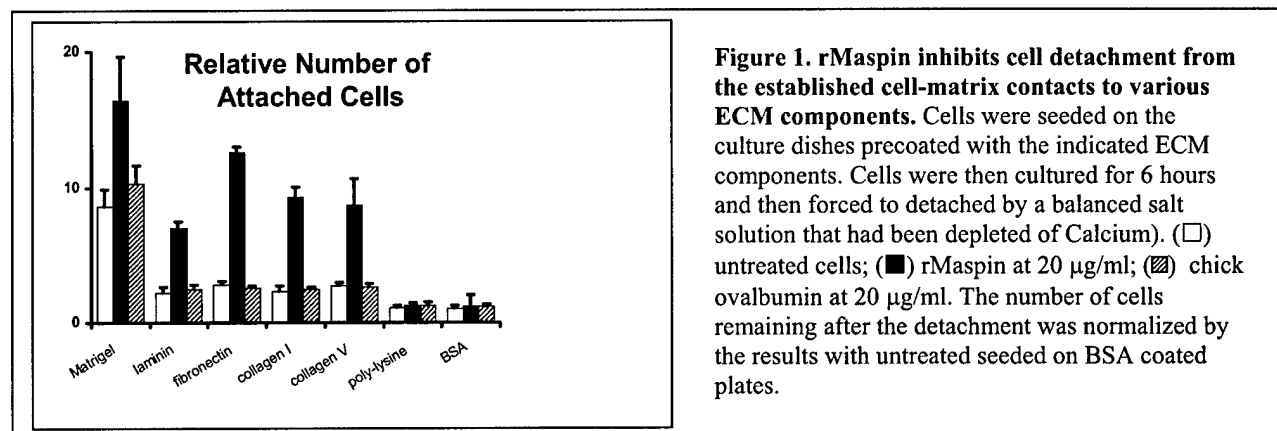 20
10
0
Relative Number of
Attached Cells
Matrigel
laminin
fibronectin
collagen I
collagen V
poly-lysine
BSA
Figure 1. rMaspin inhibits cell detachment from
the established cell-matrix contacts to various
ECM components. Cells were seeded on the
culture dishes precoated with the indicated ECM
components. Cells were then cultured for 6 hours
and then forced to detached by a balanced salt
solution that had been depleted of Calcium). (□)
untreated cells; (■) rMaspin at 20 μg/ml; (▨) chick
ovalbumin at 20 μg/ml. The number of cells
remaining after the detachment was normalized by
the results with untreated seeded on BSA coated
plates.